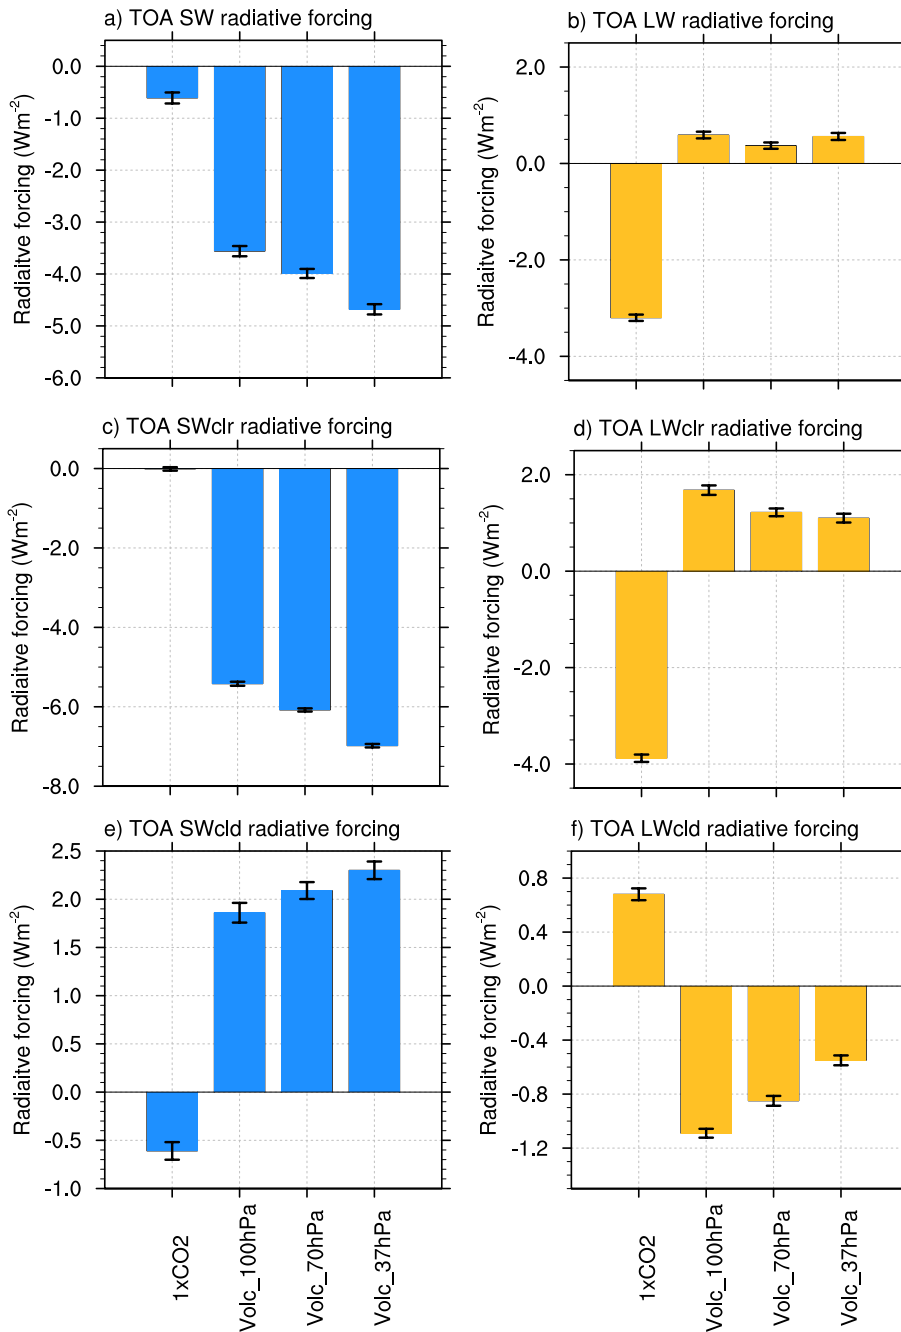 a) TOA SW radiative forcing
0.0
-1.0
-2.0
-3.0
-4.0
-5.0
-6.0
Radiaitve forcing (Wm-2)
b) TOA LW radiative forcing
2.0
0.0
-2.0
-4.0
Radiaitve forcing (Wm-2)
c) TOA SWclr radiative forcing
0.0
-2.0
-4.0
-6.0
-8.0
Radiaitve forcing (Wm-2)
d) TOA LWclr radiative forcing
2.0
0.0
-2.0
-4.0
Radiaitve forcing (Wm-2)
e) TOA SWcld radiative forcing
2.5
2.0
1.5
1.0
0.5
0.0
-0.5
-1.0
Radiaitve forcing (Wm-2)
1xCO2
Volc_100hPa
Volc_70hPa
Volc_37hPa
f) TOA LWcld radiative forcing
0.8
0.4
0.0
-0.4
-0.8
-1.2
Radiaitve forcing (Wm-2)
1xCO2
Volc_100hPa
Volc_70hPa
Volc_37hPa